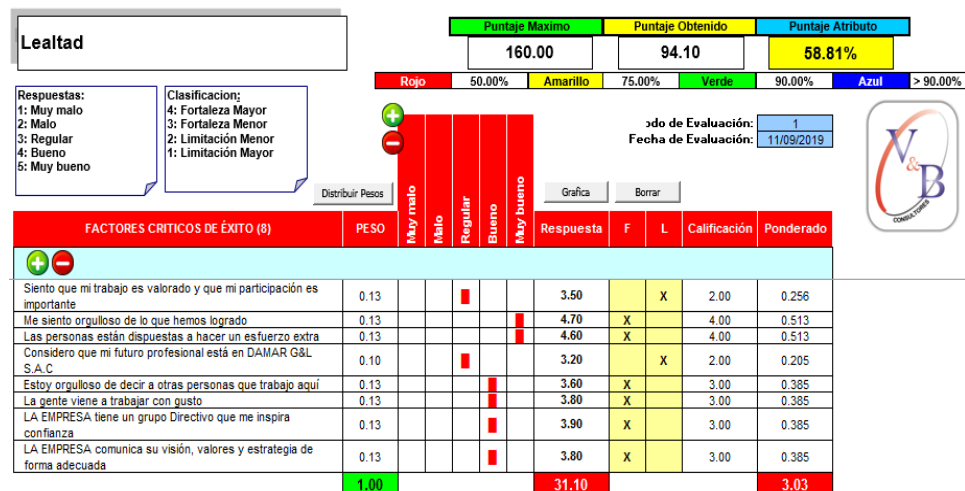 Lealtad
Puntaje Maximo Puntaje Obtenido Puntaje Atributo
160.00 94.10 58.81%
Rojo 50.00% Amarillo 75.00% Verde 90.00% Azul > 90.00%
Respuestas:
1: Muy malo
2: Malo
3: Regular
4: Bueno
5: Muy bueno
Clasificacion:
4: Fortaleza Mayor
3: Fortaleza Menor
2: Limitación Menor
1: Limitación Mayor
do de Evaluación: 1
Fecha de Evaluación: 11/09/2019
V&B
CONSULTORES
Distribuir Pesos Grafica Borrar
FACTORES CRITICOS DE ÉXITO (8) PESO Muy malo Malo Regular Bueno Muy bueno Respuesta F L Calificación Ponderado
Siento que mi trabajo es valorado y que mi participación es
importante 0.13 3.50 X 2.00 0.256
Me siento orgulloso de lo que hemos logrado 0.13 4.70 X 4.00 0.513
Las personas están dispuestas a hacer un esfuerzo extra 0.13 4.60 X 4.00 0.513
Considero que mi futuro profesional está en DAMAR G&L
S.A.C 0.10 3.20 X 2.00 0.205
Estoy orgulloso de decir a otras personas que trabajo aquí 0.13 3.60 X 3.00 0.385
La gente viene a trabajar con gusto 0.13 3.80 X 3.00 0.385
LA EMPRESA tiene un grupo Directivo que me inspira
confianza 0.13 3.90 X 3.00 0.385
LA EMPRESA comunica su visión, valores y estrategia de
forma adecuada 0.13 3.80 X 3.00 0.385
1.00 31.10 3.03